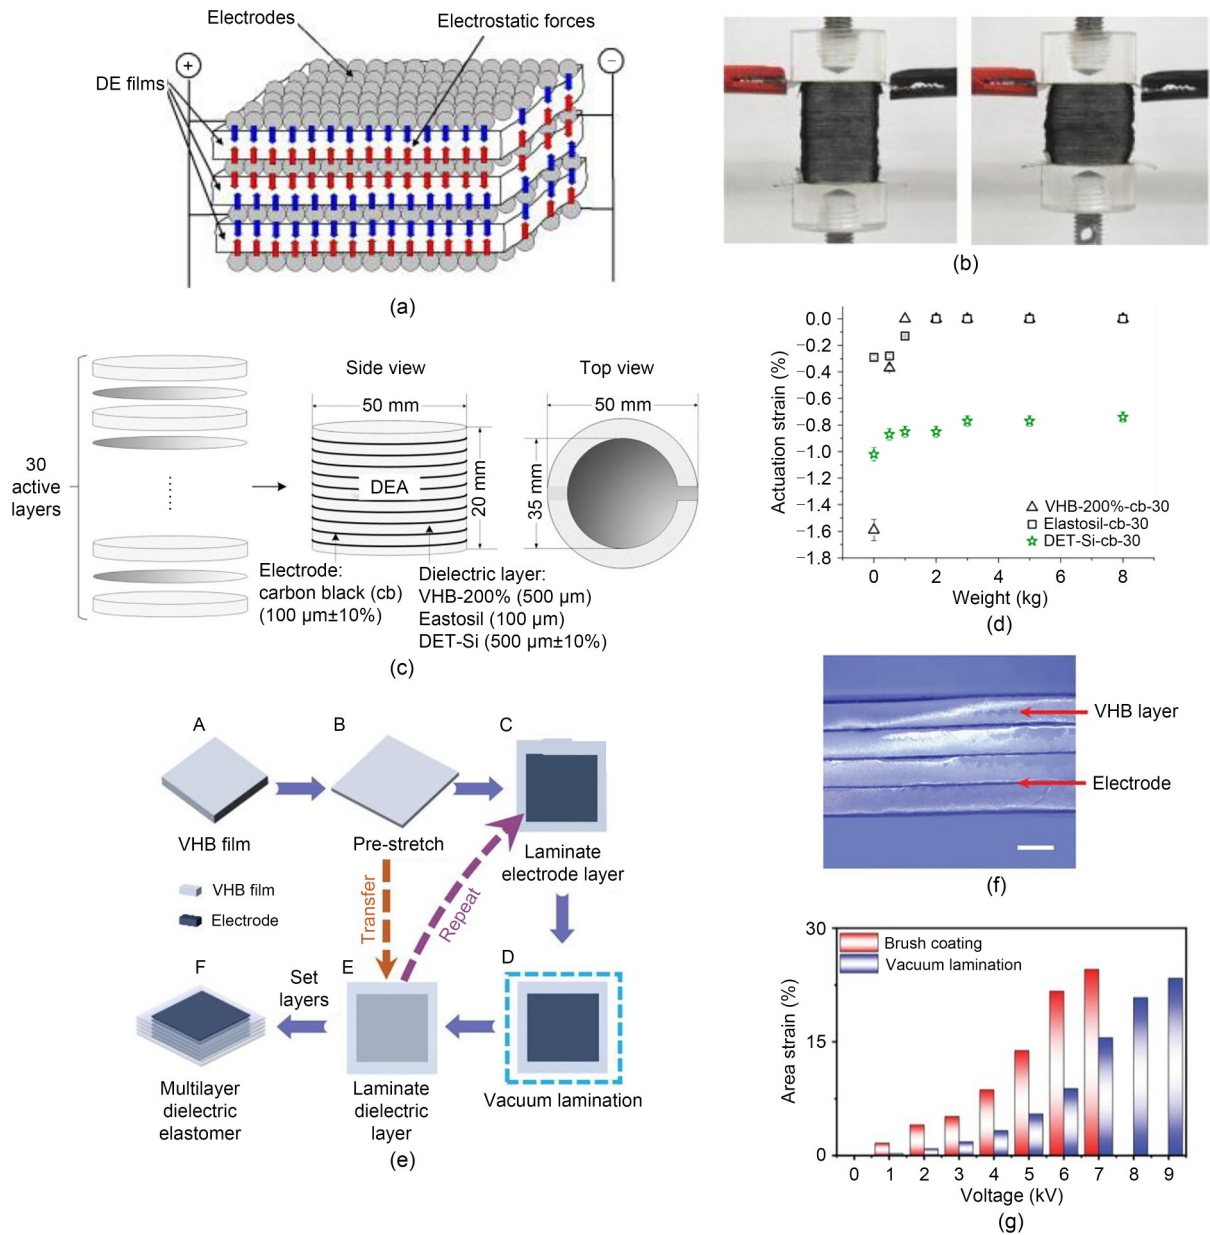 Electrodes
Electrostatic forces
+
−
DE films
(a)
(b)
30
active
layers
Side view
Top view
50 mm
50 mm
DEA
20 mm
35 mm
Electrode:
carbon black (cb)
(100 μm±10%)
Dielectric layer:
VHB-200% (500 μm)
Eastosil (100 μm)
DET-Si (500 μm±10%)
(c)
Actuation strain (%)
0.0
−0.2
−0.4
−0.6
−0.8
−1.0
−1.2
−1.4
−1.6
−1.8
VHB-200%-cb-30
Elastosil-cb-30
DET-Si-cb-30
0 2 4 6 8
Weight (kg)
(d)
A
B
C
VHB film
Pre-stretch
Laminate
electrode layer
VHB film
Electrode
Transfer
Repeat
F
Set
layers
E
D
Multilayer
dielectric
elastomer
Laminate
dielectric
layer
Vacuum lamination
(e)
VHB layer
Electrode
(f)
Area strain (%)
30
15
0
Brush coating
Vacuum lamination
0 1 2 3 4 5 6 7 8 9
Voltage (kV)
(g)